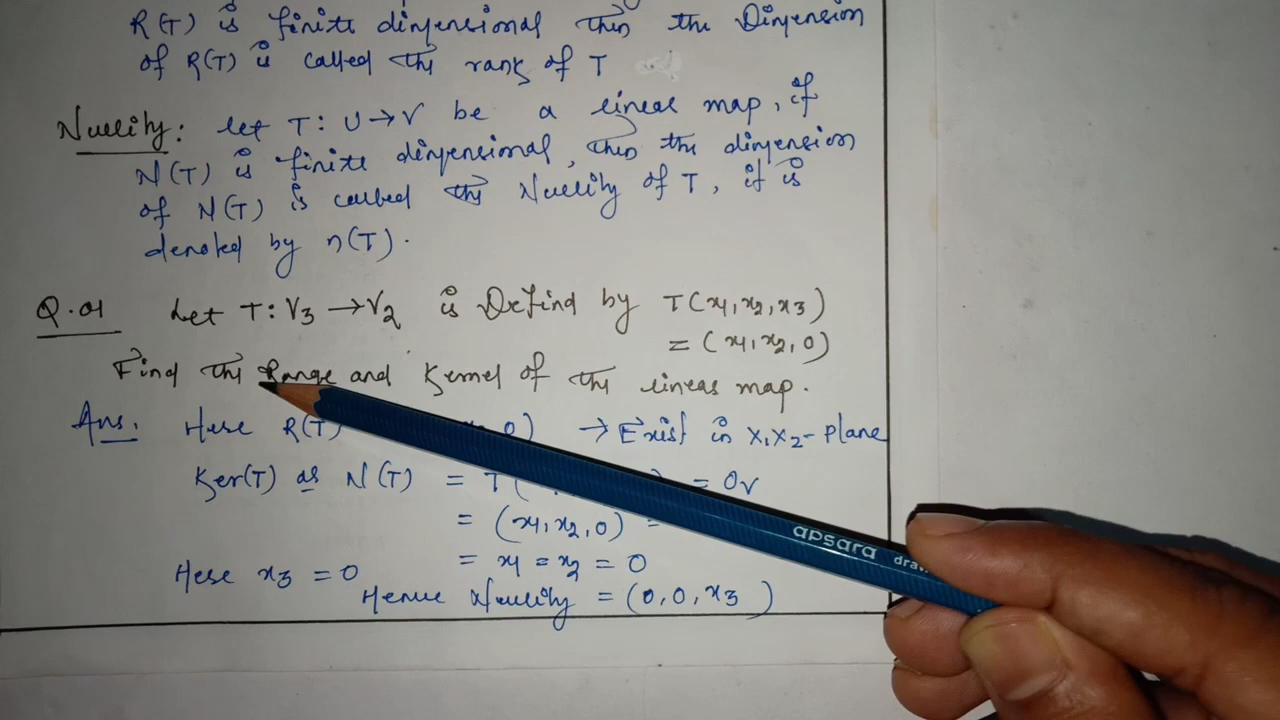 R(T) is finite dimensional then the Dimension
of R(T) is called the rank of T
Nullity: Let T: U→V be a linear map, if of
N(T) is finite dimensional, then the dimension
of N(T) is called the Nullity of T, it is
denoted by n(T).
Q.01 Let T: V₃ → V₂ is Defind by T(x₁, x₂, x₃)
= (x₁, x₂, 0)
Find the Range and Kernel of the linear map.
Ans. Here R(T) 0) → Exist in X₁X₂-Plane
Ker(T) as N(T) = T( ) = 0v
= (x₁, x₂, 0) =
= x₁ = x₂ = 0
Here x₃ = 0
Hence Nullity = (0, 0, x₃)
apsara